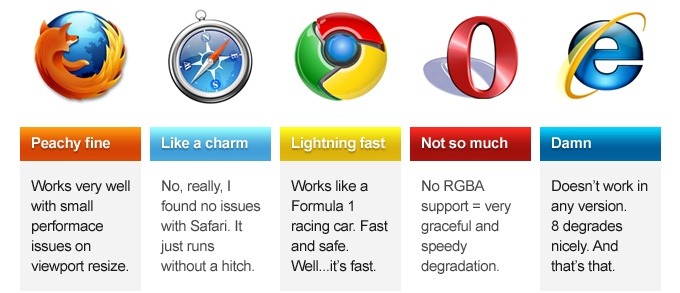 Peachy fine
Works very well
with small
performace
issues on
viewport resize.
Like a charm
No, really, I
found no issues
with Safari. It
just runs
without a hitch.
Lightning fast
Works like a
Formula 1
racing car. Fast
and safe.
Well...it's fast.
Not so much
No RGBA
support = very
graceful and
speedy
degradation.
Damn
Doesn't work in
any version.
8 degrades
nicely. And
that's that.